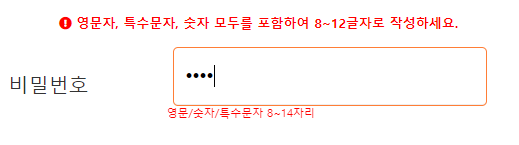 영문자, 특수문자, 숫자 모두를 포함하여 8~12글자로 작성하세요.
비밀번호
••••
영문/숫자/특수문자 8~14자리